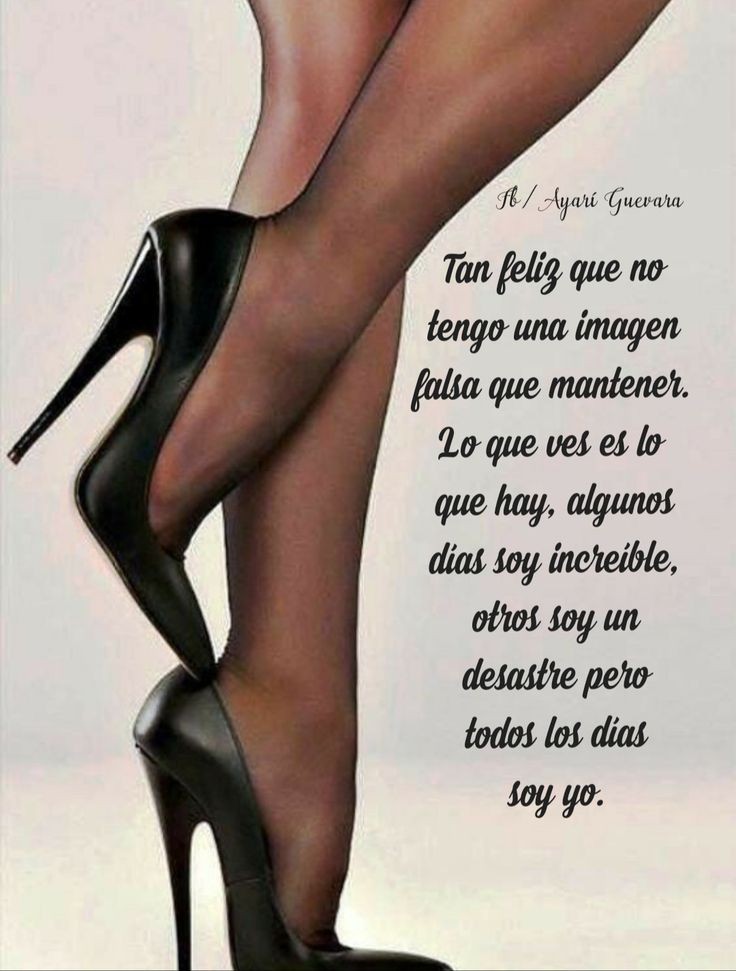 Fb/ Ayarí Guevara
Tan feliz que no
tengo una imagen
falsa que mantener.
Lo que ves es lo
que hay, algunos
días soy increíble,
otros soy un
desastre pero
todos los días
soy yo.